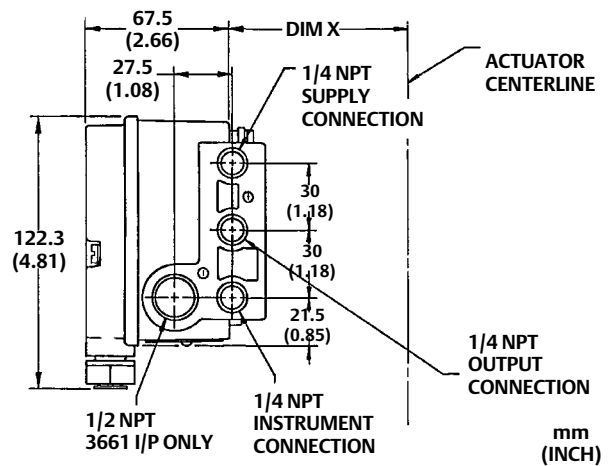 67.5
(2.66)
DIM X
27.5
(1.08)
1/4 NPT
SUPPLY
CONNECTION
ACTUATOR
CENTERLINE
122.3
(4.81)
30
(1.18)
30
(1.18)
21.5
(0.85)
1/2 NPT
3661 I/P ONLY
1/4 NPT
INSTRUMENT
CONNECTION
1/4 NPT
OUTPUT
CONNECTION
mm
(INCH)